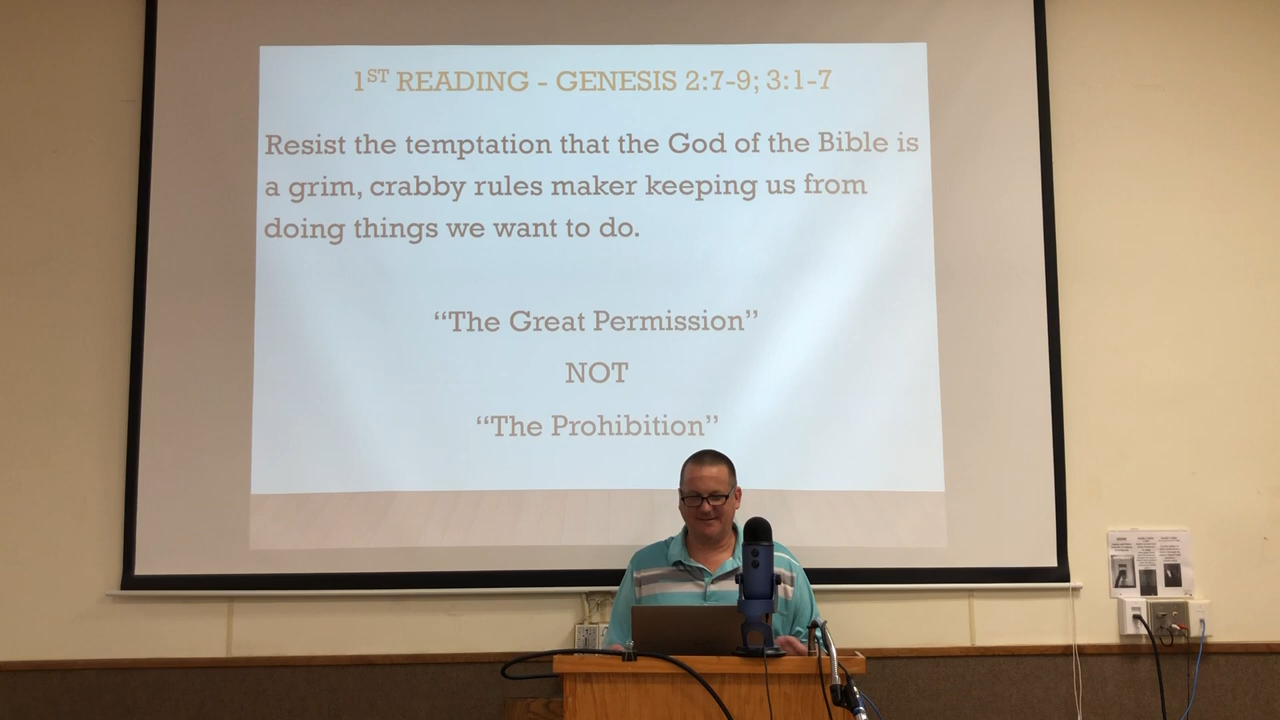 1ST READING - GENESIS 2:7-9; 3:1-7
Resist the temptation that the God of the Bible is
a grim, crabby rules maker keeping us from
doing things we want to do.
“The Great Permission”
NOT
“The Prohibition”